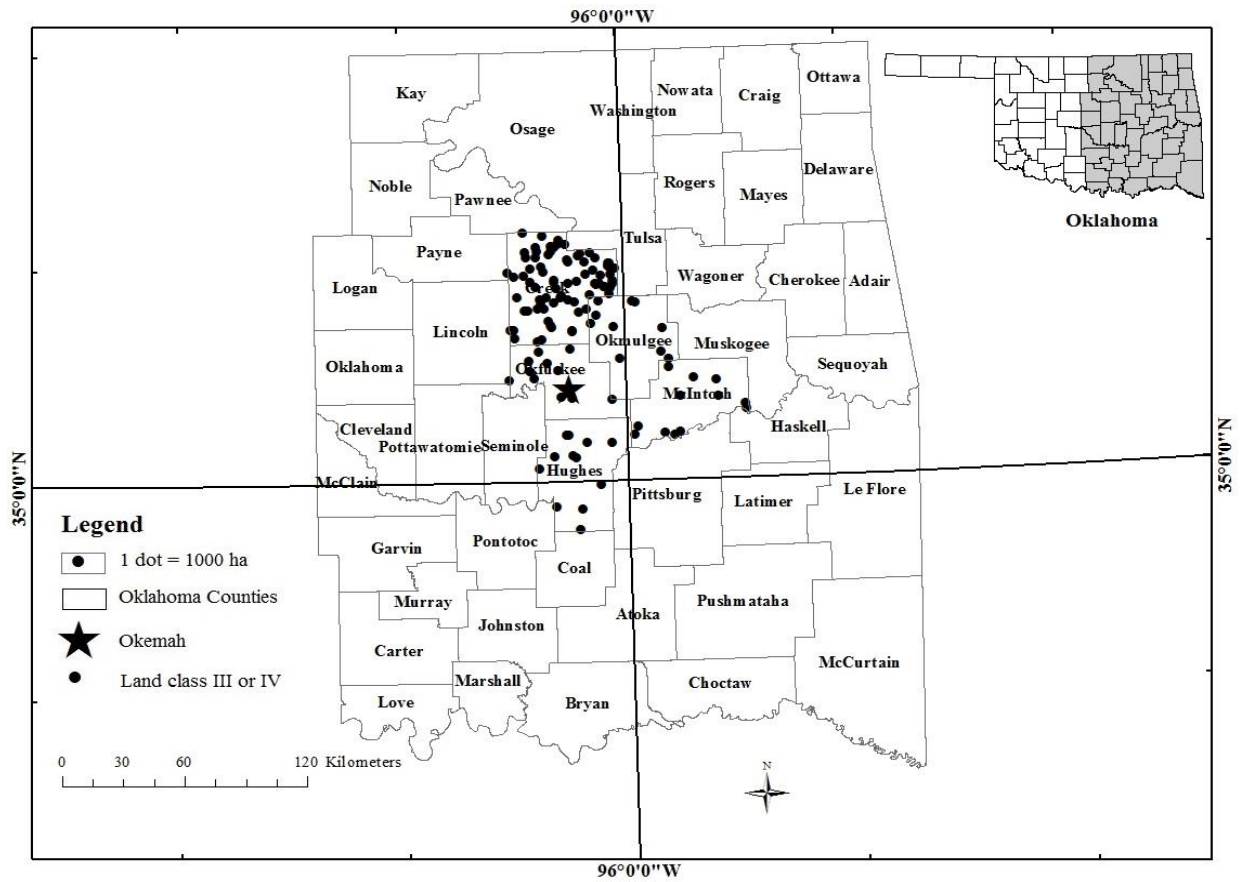 96°0'0"W
Kay
Osage
Washington
Nowata
Craig
Ottawa
Noble
Pawnee
Rogers
Mayes
Delaware
Oklahoma
Payne
Tulsa
Logan
Creek
Wagoner
Cherokee
Adair
Lincoln
Okmulgee
Muskogee
Oklahoma
Okfuskee
Sequoyah
McIntosh
Cleveland
Pottawatomie
Seminole
Haskell
Hughes
McClain
35°0'0"N
35°0'0"N
Pittsburg
Latimer
Le Flore
Legend
1 dot = 1000 ha
Oklahoma Counties
Okemah
Land class III or IV
Garvin
Pontotoc
Coal
Murray
Johnston
Atoka
Pushmataha
Carter
Marshall
Choctaw
McCurtain
Love
Bryan
0 30 60 120 Kilometers
N
96°0'0"W